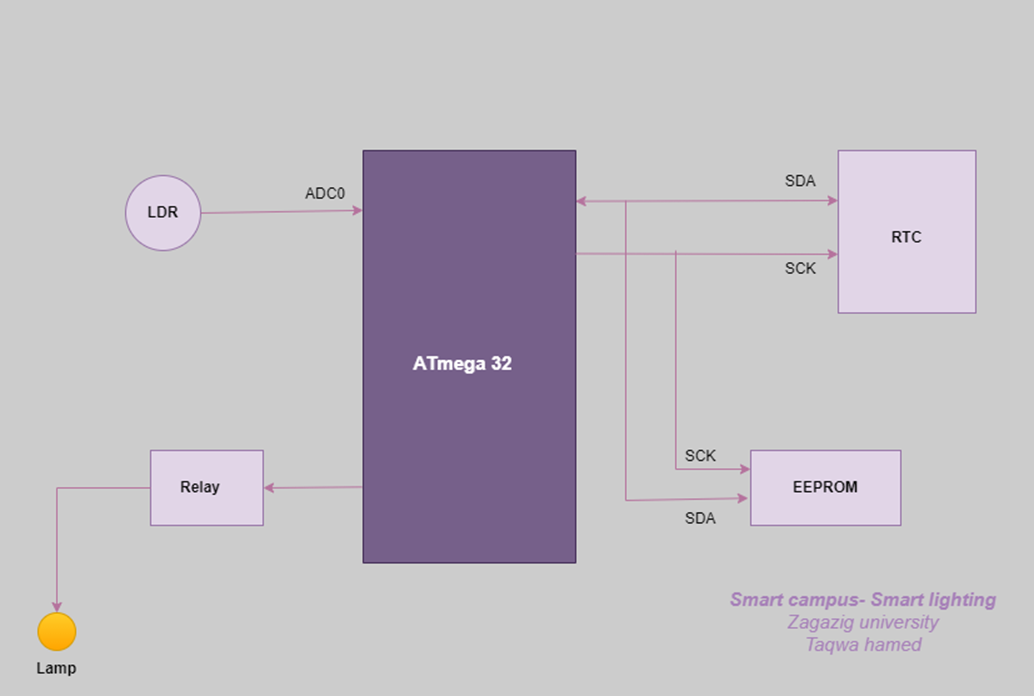 SDA
ADC0
LDR
RTC
SCK
ATmega 32
SCK
Relay
EEPROM
SDA
Smart campus- Smart lighting
Zagazig university
Taqwa hamed
Lamp